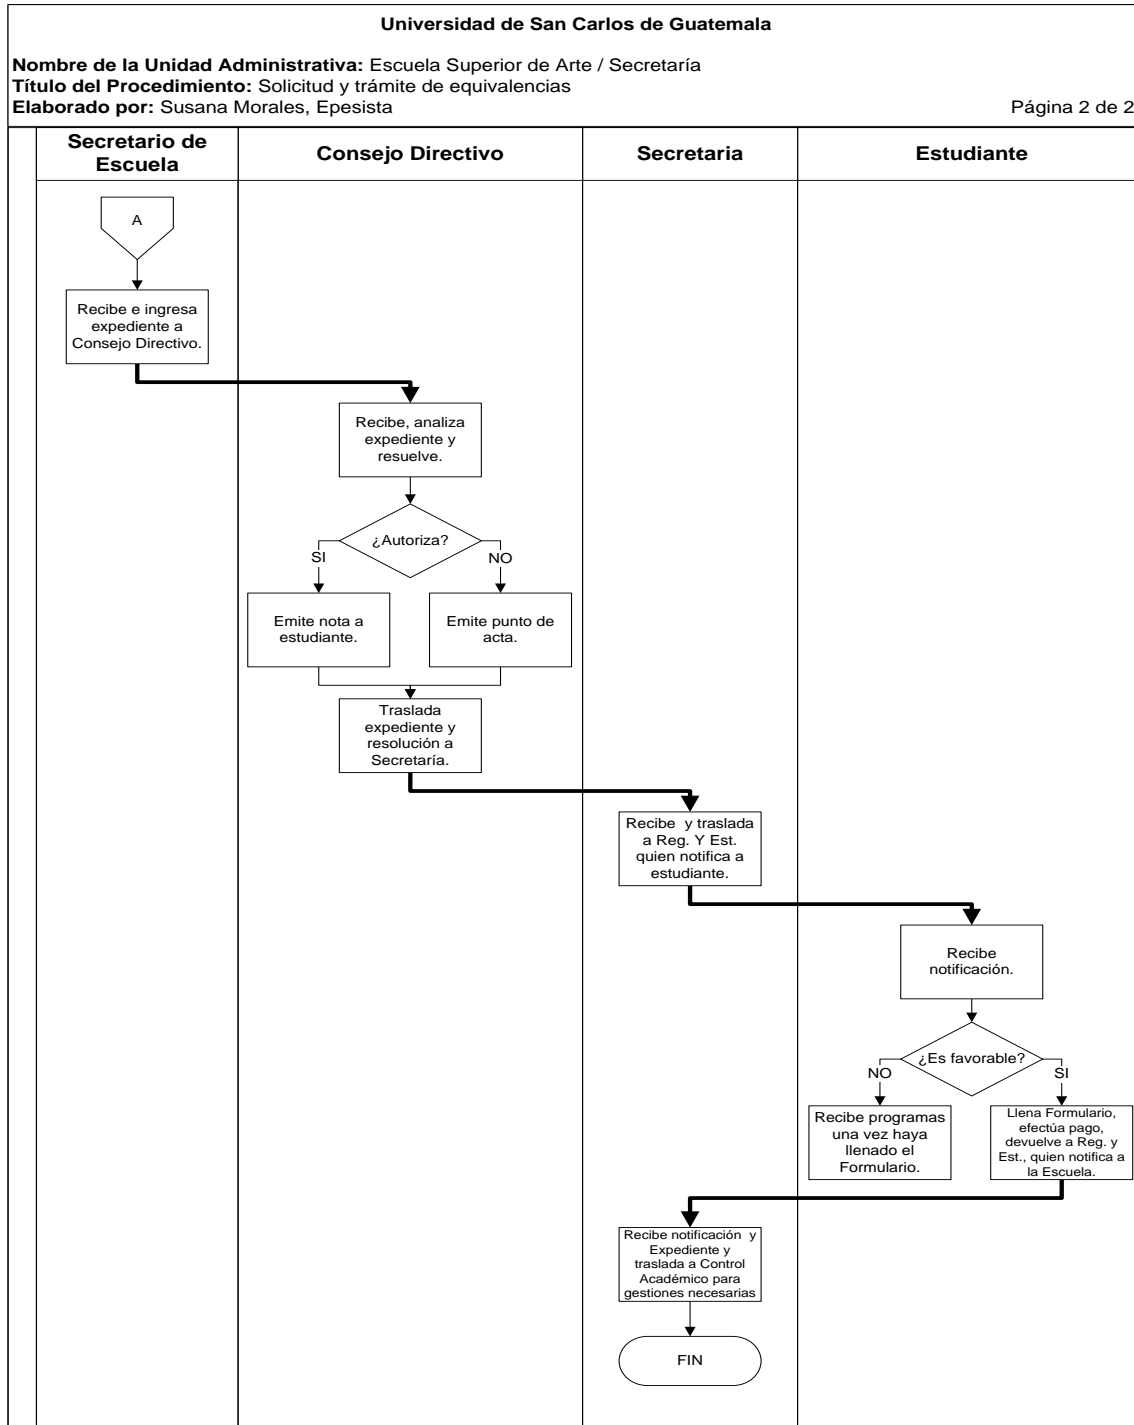 Universidad de San Carlos de Guatemala
Nombre de la Unidad Administrativa: Escuela Superior de Arte / Secretaría
Título del Procedimiento: Solicitud y trámite de equivalencias
Elaborado por: Susana Morales, Epesista
Página 2 de 2
Secretario de
Escuela
Consejo Directivo
Secretaria
Estudiante
A
Recibe e ingresa
expediente a
Consejo Directivo.
Recibe, analiza
expediente y
resuelve.
¿Autoriza?
SI
NO
Emite nota a
estudiante.
Emite punto de
acta.
Traslada
expediente y
resolución a
Secretaría.
Recibe y traslada
a Reg. Y Est.
quien notifica a
estudiante.
Recibe
notificación.
¿Es favorable?
NO
SI
Recibe programas
una vez haya
llenado el
Formulario.
Llena Formulario,
efectúa pago,
devuelve a Reg. y
Est., quien notifica a
la Escuela.
Recibe notificación y
Expediente y
traslada a Control
Académico para
gestiones necesarias
FIN